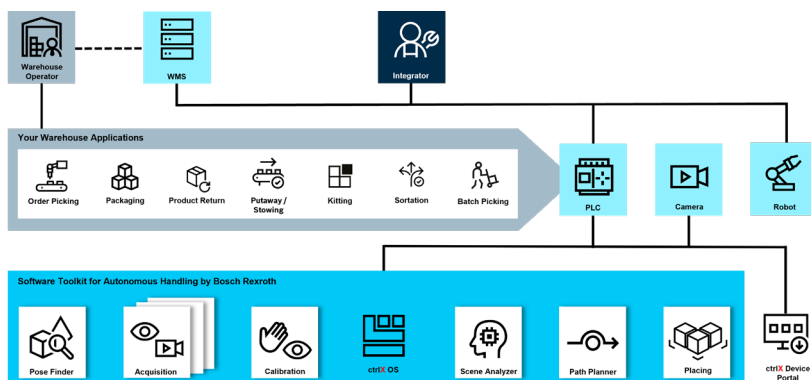 Warehouse
Operator
WMS
Integrator
Your Warehouse Applications
Order Picking
Packaging
Product Return
Putaway /
Stowing
Kitting
Sortation
Batch Picking
PLC
Camera
Robot
Software Toolkit for Autonomous Handling by Bosch Rexroth
Pose Finder
Acquisition
Calibration
ctrlX OS
Scene Analyzer
Path Planner
Placing
ctrlX Device
Portal